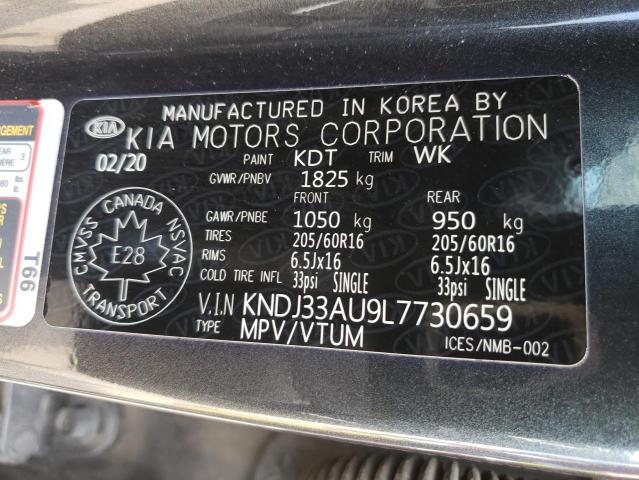 MANUFACTURED IN KOREA BY
KIA KIA MOTORS CORPORATION
02/20 PAINT KDT TRIM WK
GVWR/PNBV 1825 kg
FRONT REAR
GAWR/PNBE 1050 kg 950 kg
TIRES 205/60R16 205/60R16
RIMS 6.5Jx16 6.5Jx16
COLD TIRE INFL 33psi SINGLE 33psi SINGLE
V.I.N KNDJ33AU9L7730659
TYPE MPV/VTUM ICES/NMB-002
CANADA
CMVSS NSVAC
E28
TRANSPORT
T66